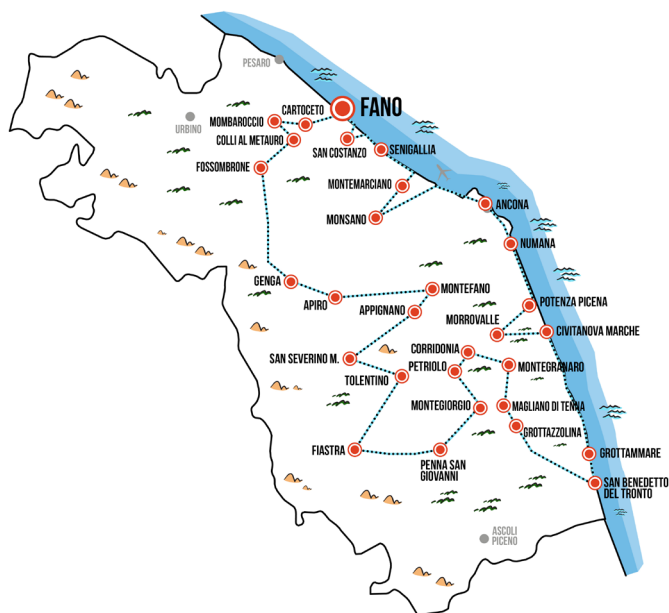 PESARO
FANO
CARTOCETO
MOMBAROCCIO
URBINO
COLLI AL METAURO
SAN COSTANZO
SENIGALLIA
FOSSOMBRONE
MONTEMARCIANO
ANCONA
MONSANO
NUMANA
GENGA
MONTEFANO
APIRO
POTENZA PICENA
APPIGNANO
MORROVALLE
CIVITANOVA MARCHE
CORRIDONIA
SAN SEVERINO M.
PETRIOLO
MONTEGRANARO
TOLENTINO
MONTEGIORGIO
MAGLIANO DI TENNA
GROTTAZZOLINA
FIASTRA
GROTTAMMARE
PENNA SAN
GIOVANNI
SAN BENEDETTO
DEL TRONTO
ASCOLI
PICENO